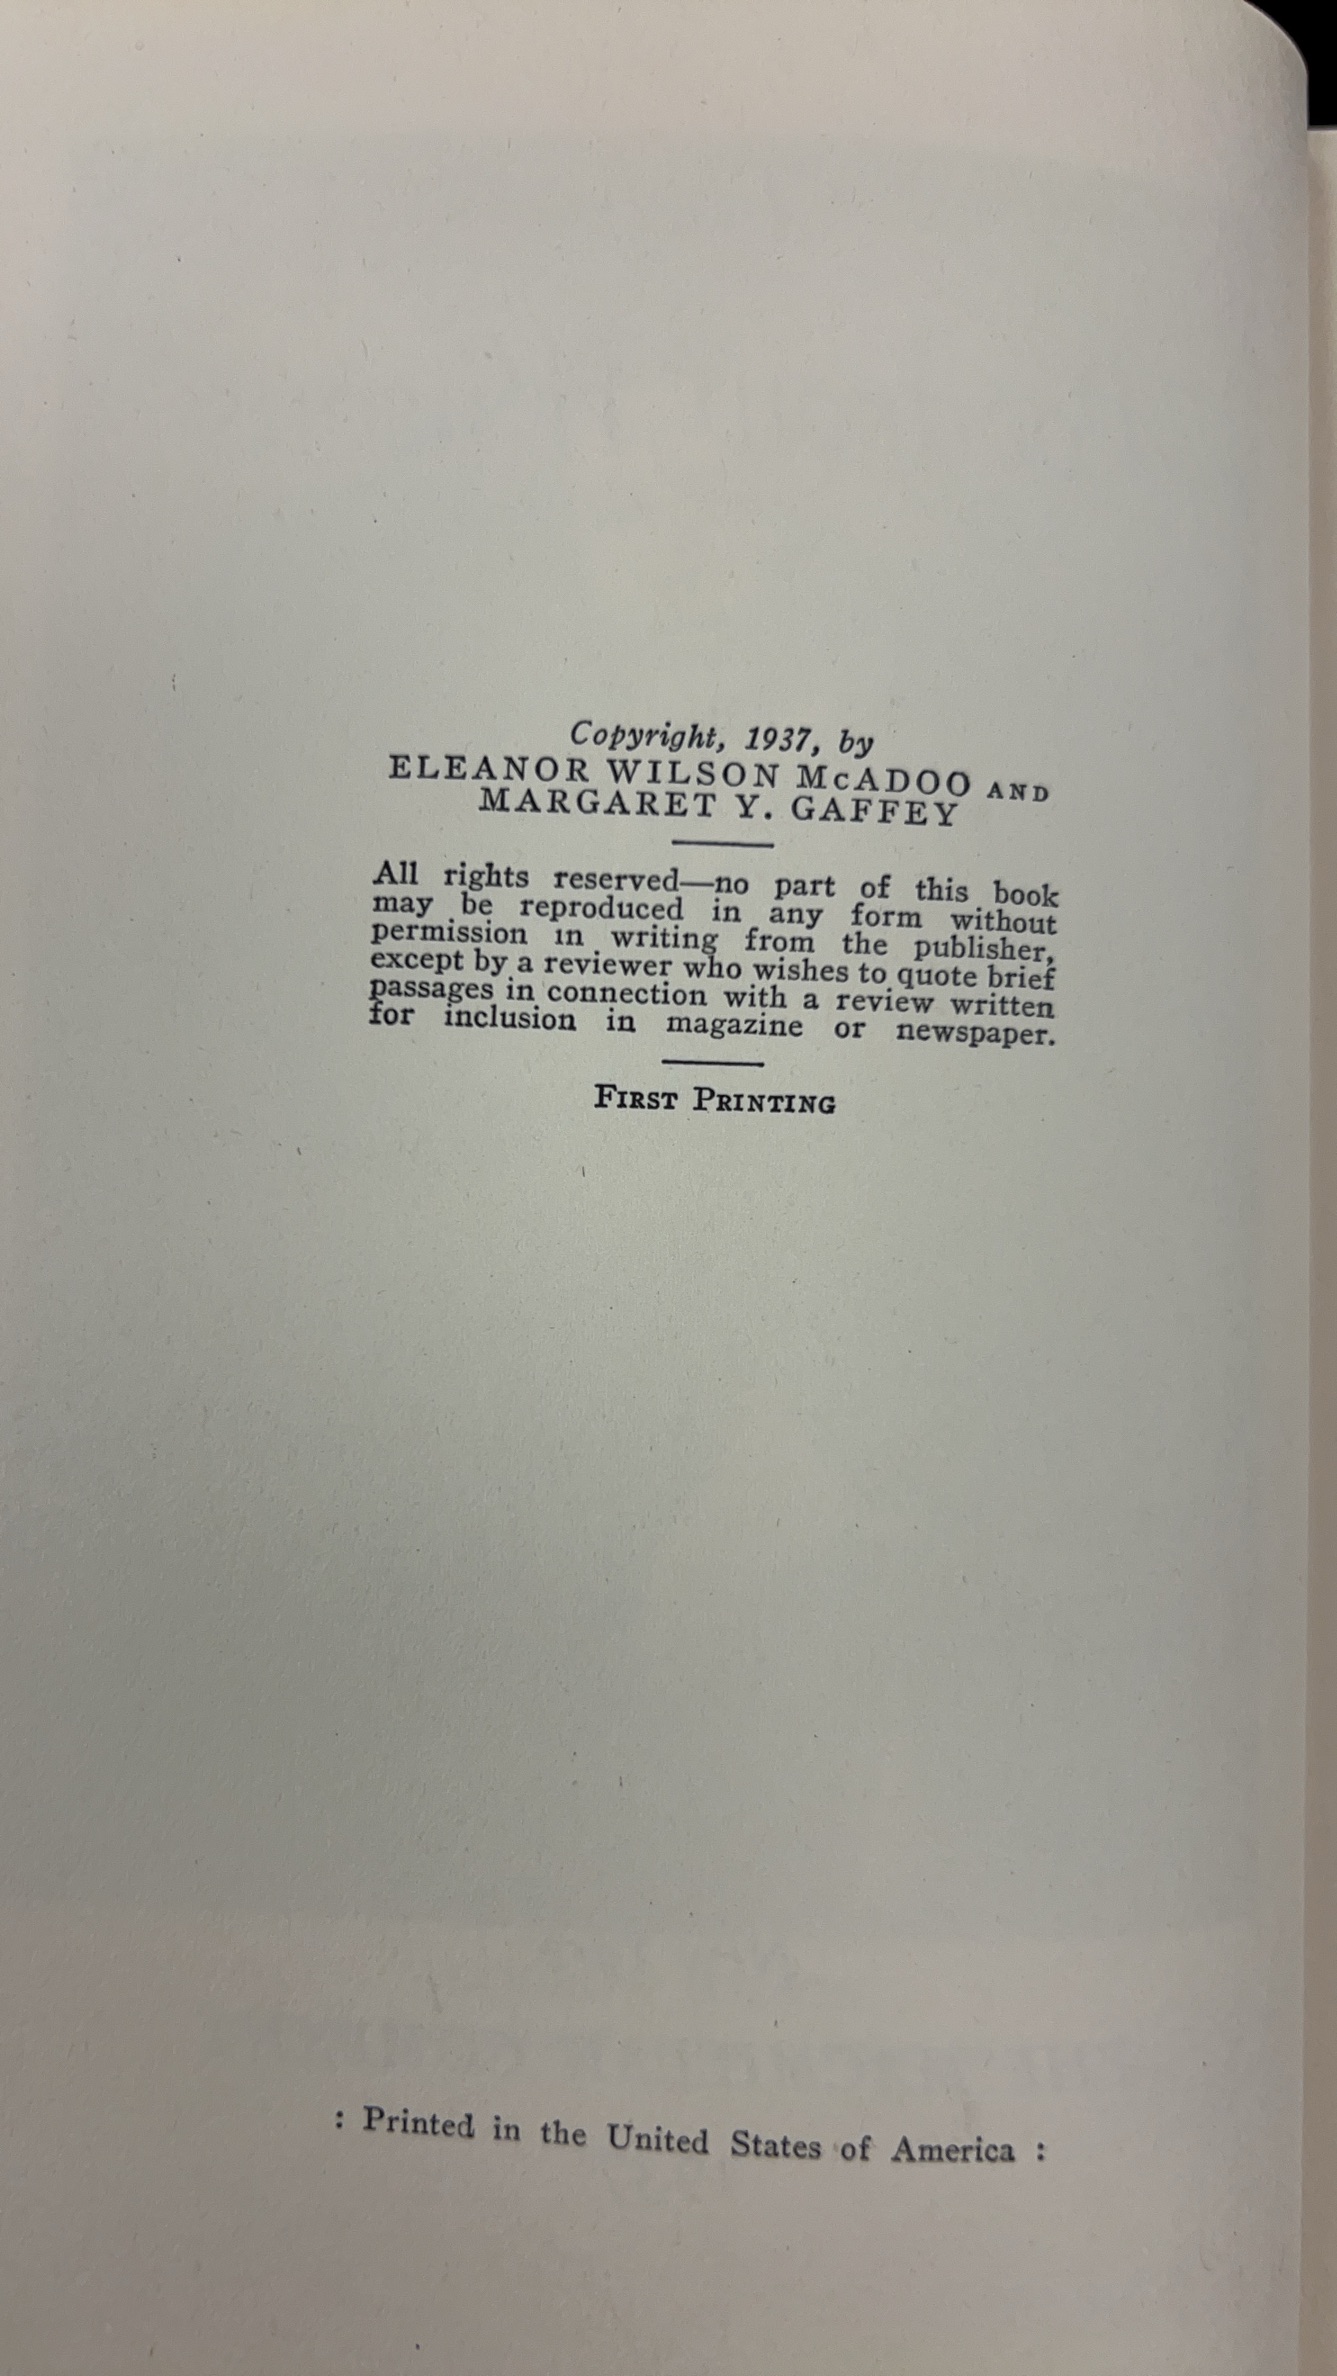 Copyright, 1937, by
ELEANOR WILSON McADOO AND
MARGARET Y. GAFFEY
All rights reserved—no part of this book
may be reproduced in any form without
permission in writing from the publisher,
except by a reviewer who wishes to quote brief
passages in connection with a review written
for inclusion in magazine or newspaper.
FIRST PRINTING
: Printed in the United States of America :